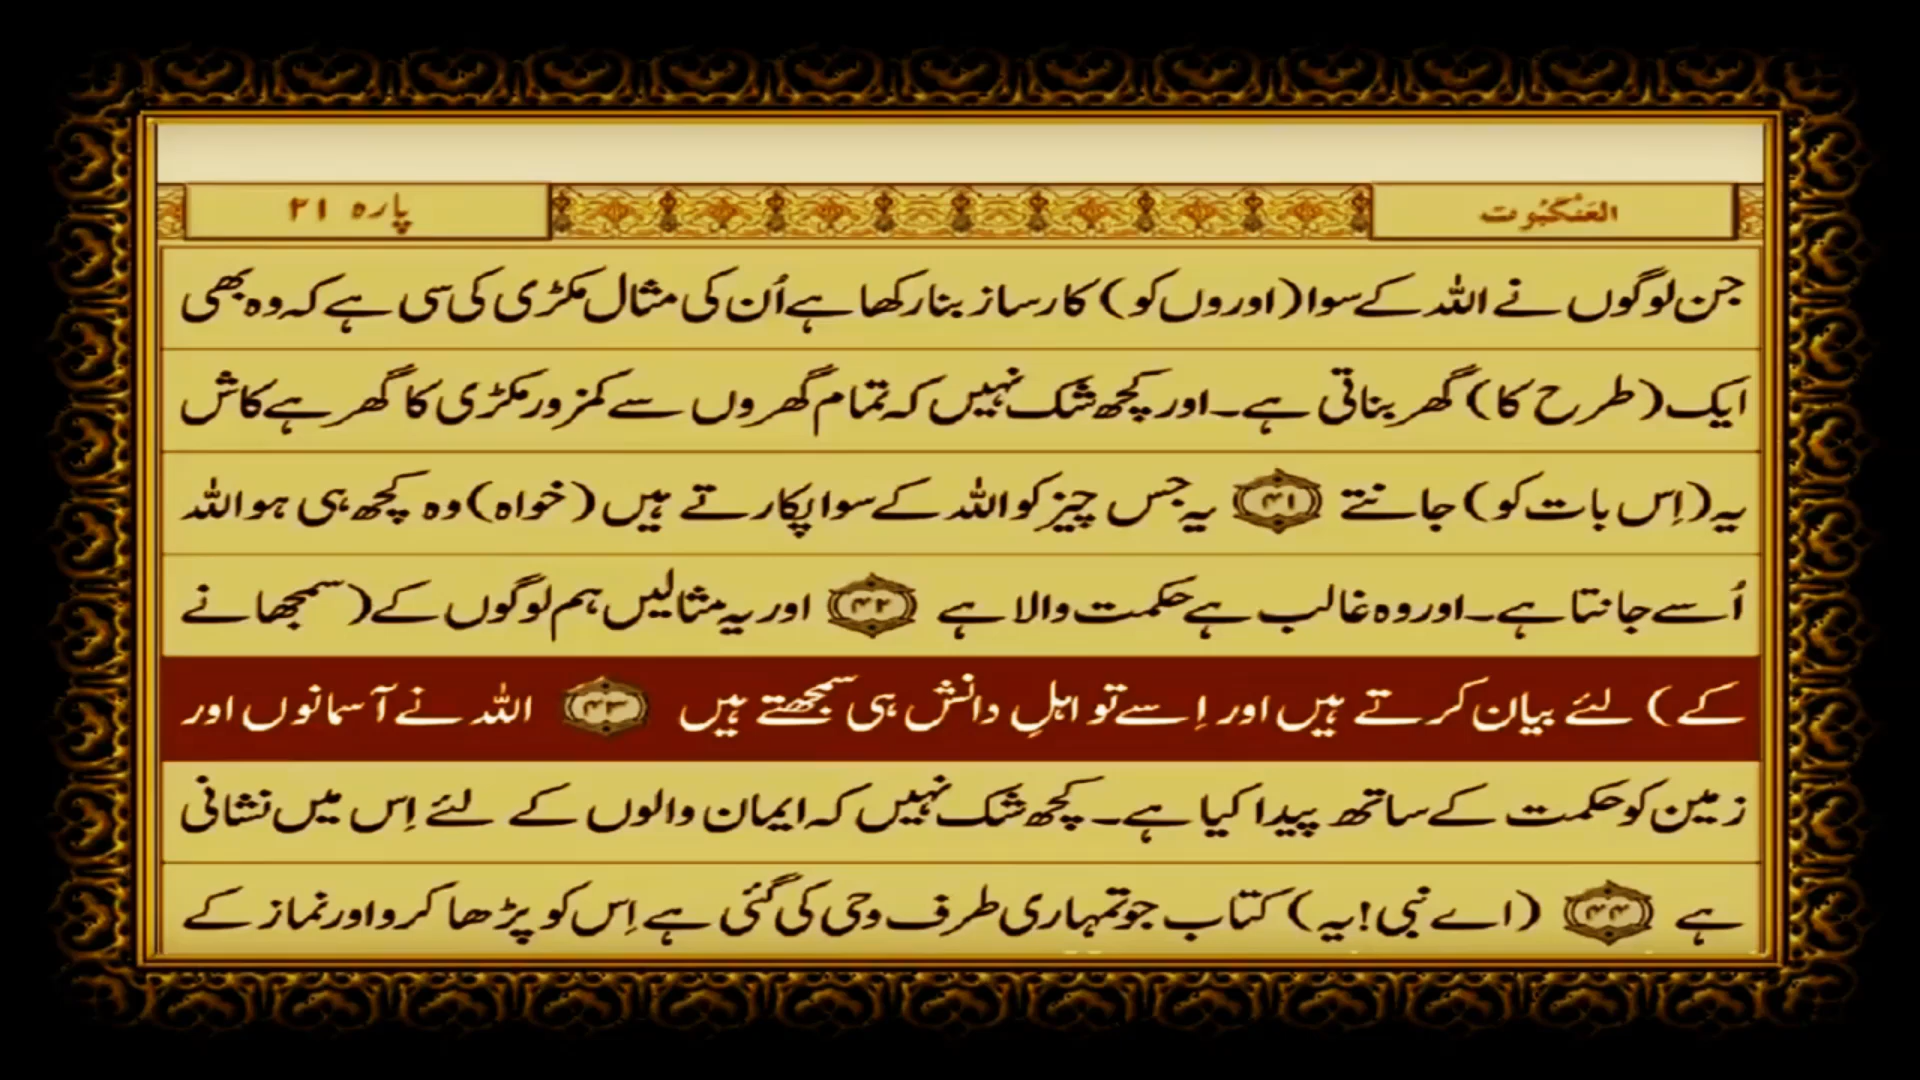 العنکبوت
پارہ ۲۱
جن لوگوں نے اللہ کے سوا (اوروں کو) کارساز بنا رکھا ہے اُن کی مثال مکڑی کی سی ہے کہ وہ بھی
ایک (طرح کا) گھر بناتی ہے۔ اور کچھ شک نہیں کہ تمام گھروں سے کمزور مکڑی کا گھر ہے کاش
یہ (اِس بات کو) جانتے ۴۱ یہ جس چیز کو اللہ کے سوا پکارتے ہیں (خواہ) وہ کچھ ہی ہو اللہ
اُسے جانتا ہے۔ اور وہ غالب ہے حکمت والا ہے ۴۲ اور یہ مثالیں ہم لوگوں کے (سمجھانے
کے) لئے بیان کرتے ہیں اور اِسے تو اہلِ دانش ہی سمجھتے ہیں ۴۳ اللہ نے آسمانوں اور
زمین کو حکمت کے ساتھ پیدا کیا ہے۔ کچھ شک نہیں کہ ایمان والوں کے لئے اِس میں نشانی
ہے ۴۴ (اے نبی! یہ) کتاب جو تمہاری طرف وحی کی گئی ہے اِس کو پڑھا کرو اور نماز کے